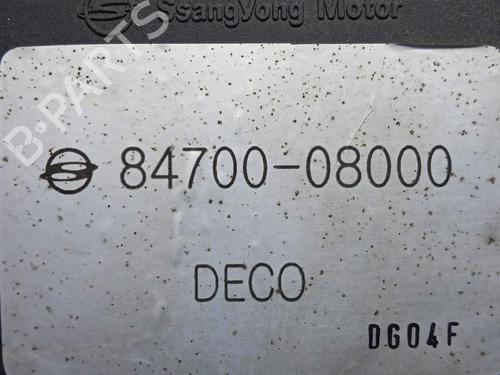 SsangYong Motor
84700-08000
DECO
DG04F
B-PARTS